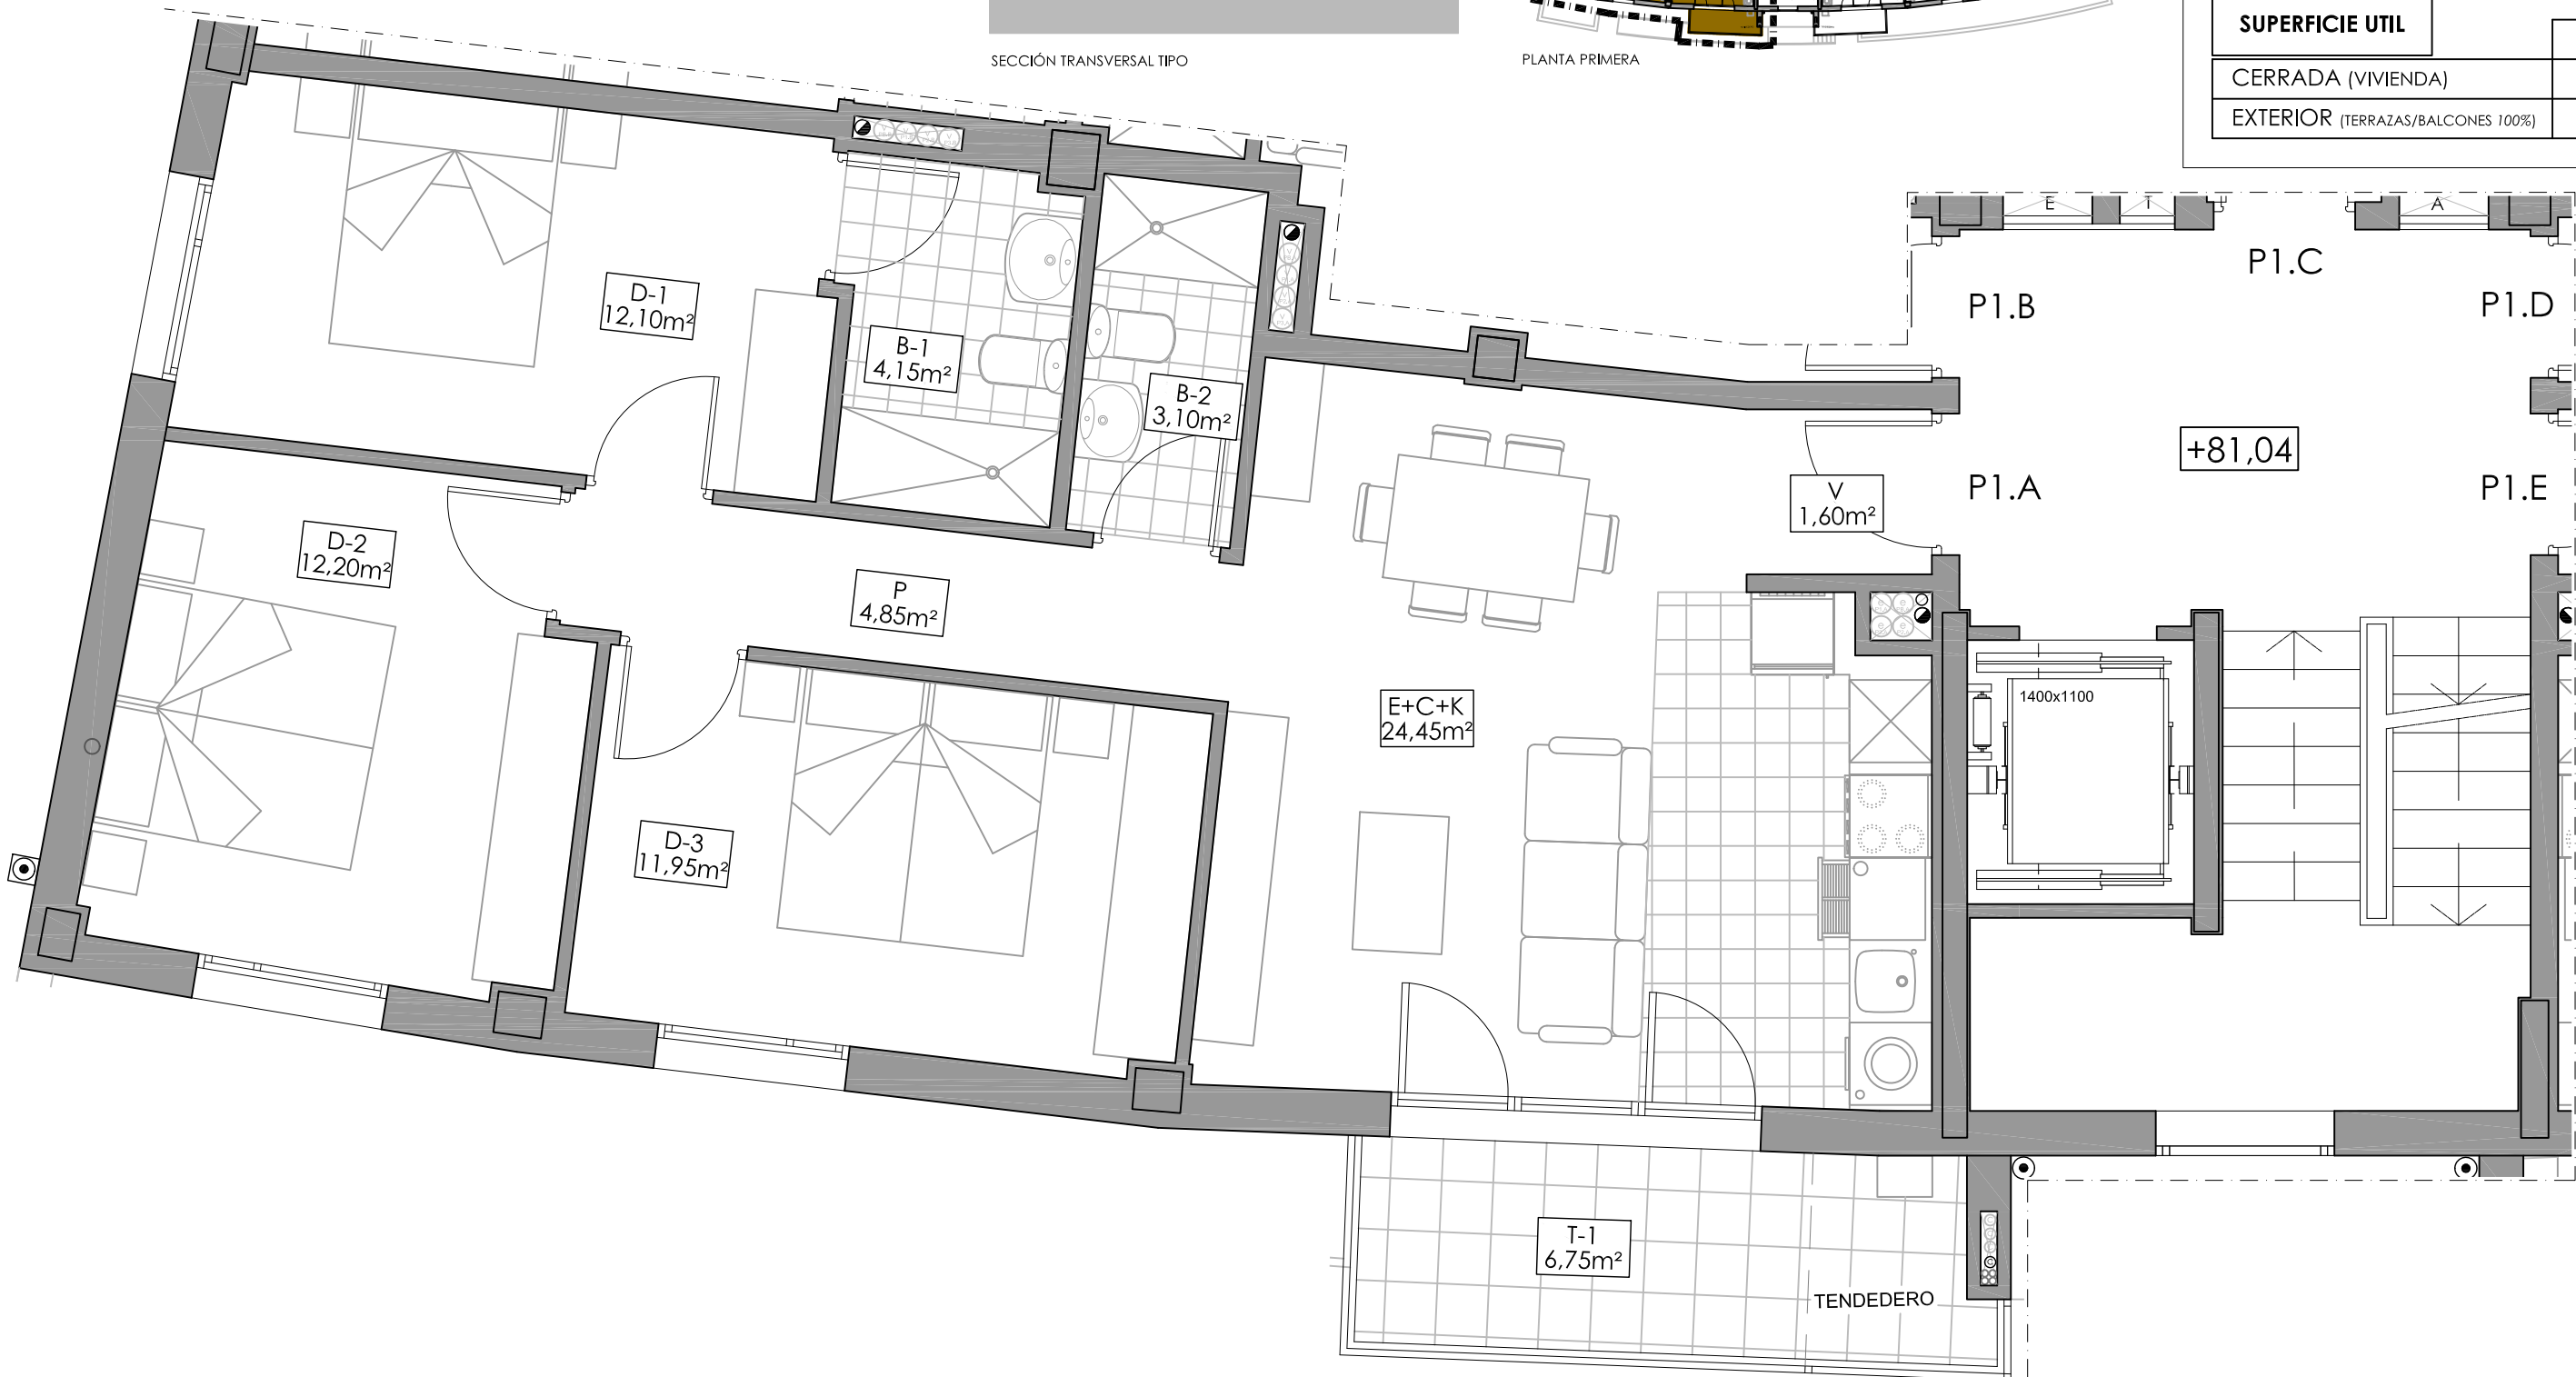 SUPERFICIE UTIL
SECCIÓN TRANSVERSAL TIPO
PLANTA PRIMERA
CERRADA (VIVIENDA)
EXTERIOR (TERRAZAS/BALCONES 100%)
E
T
A
P1.C
P1.B
P1.D
D-1
12,10m²
B-1
4,15m²
B-2
3,10m²
+81,04
P1.A
P1.E
V
1,60m²
D-2
12,20m²
P
4,85m²
E+C+K
24,45m²
1400x1100
D-3
11,95m²
T-1
6,75m²
TENDEDERO